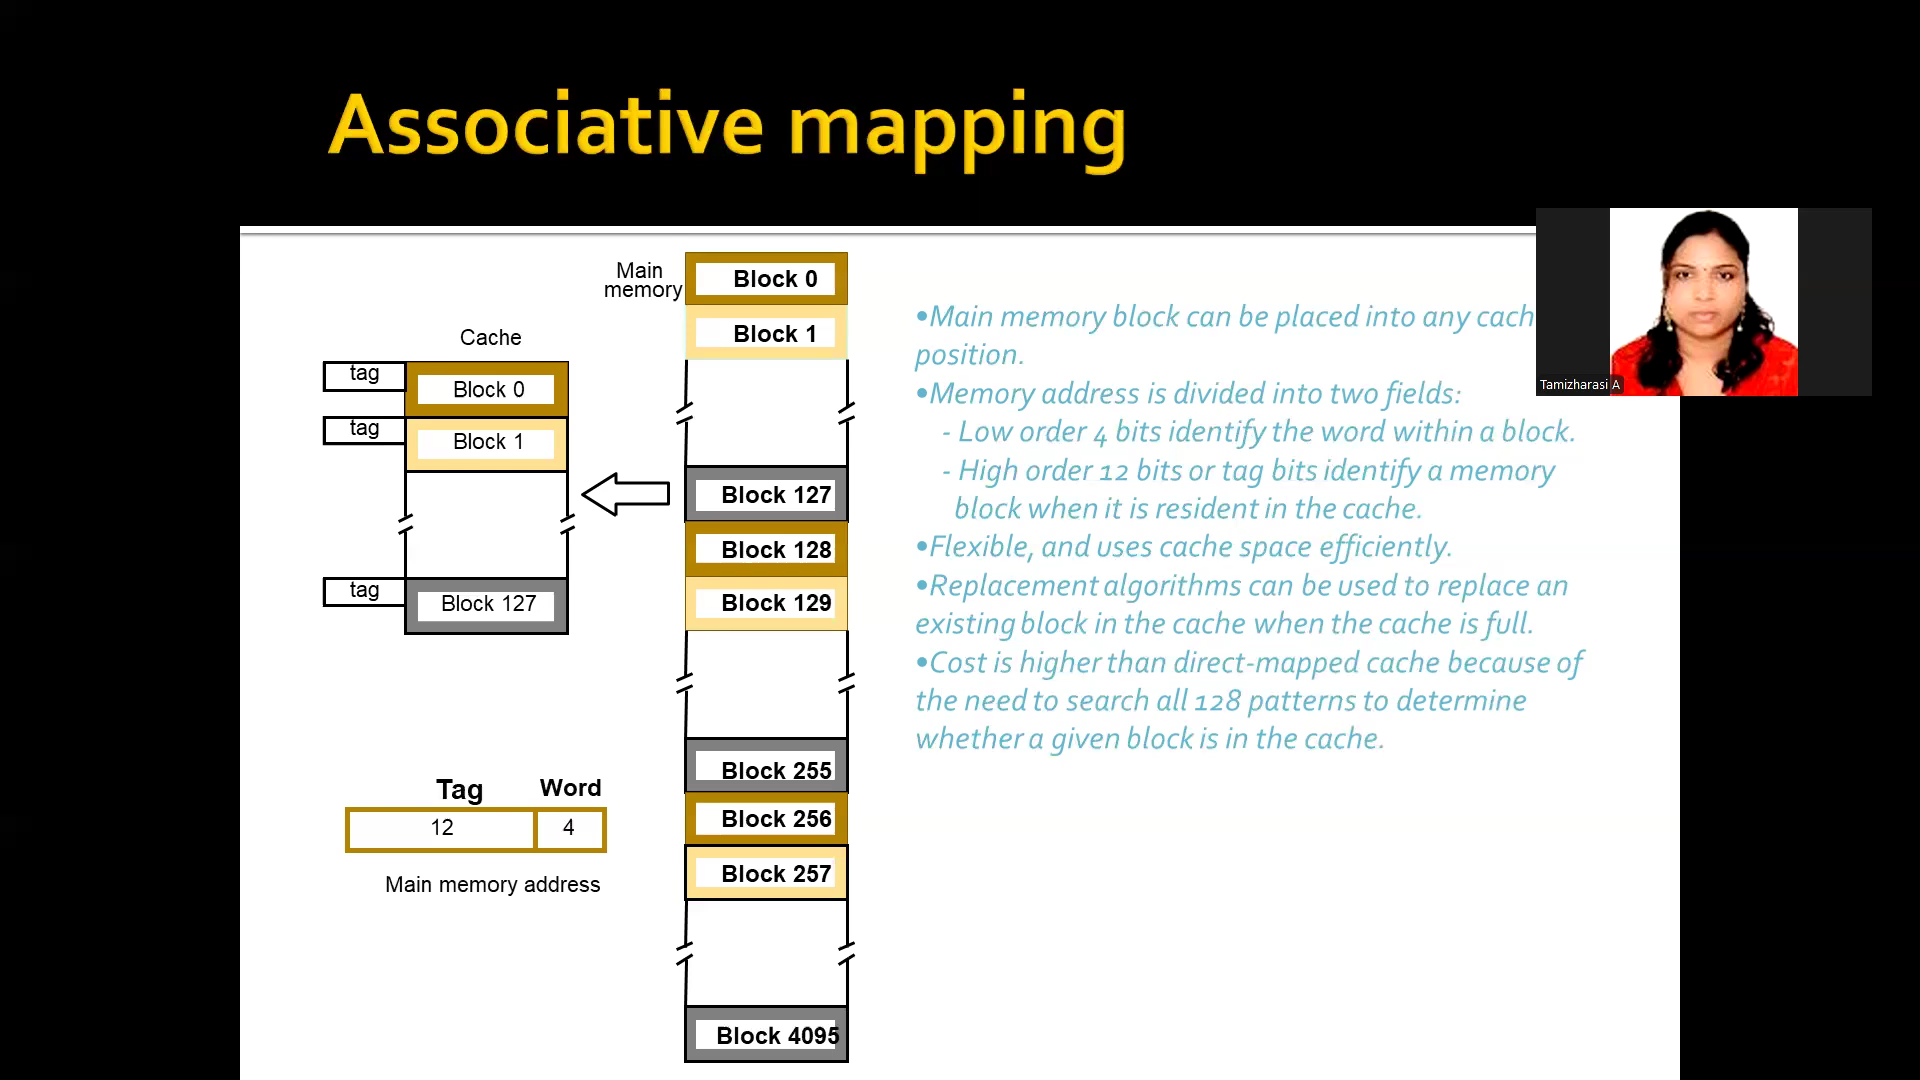 Associative mapping
Main
memory
Block 0
Block 1
Block 127
Block 128
Block 129
Block 255
Block 256
Block 257
Block 4095
Cache
tag
Block 0
tag
Block 1
tag
Block 127
Tag
Word
12
4
Main memory address
•Main memory block can be placed into any cach
position.
•Memory address is divided into two fields:
- Low order 4 bits identify the word within a block.
- High order 12 bits or tag bits identify a memory
block when it is resident in the cache.
•Flexible, and uses cache space efficiently.
•Replacement algorithms can be used to replace an
existing block in the cache when the cache is full.
•Cost is higher than direct-mapped cache because of
the need to search all 128 patterns to determine
whether a given block is in the cache.
Tamizharasi A